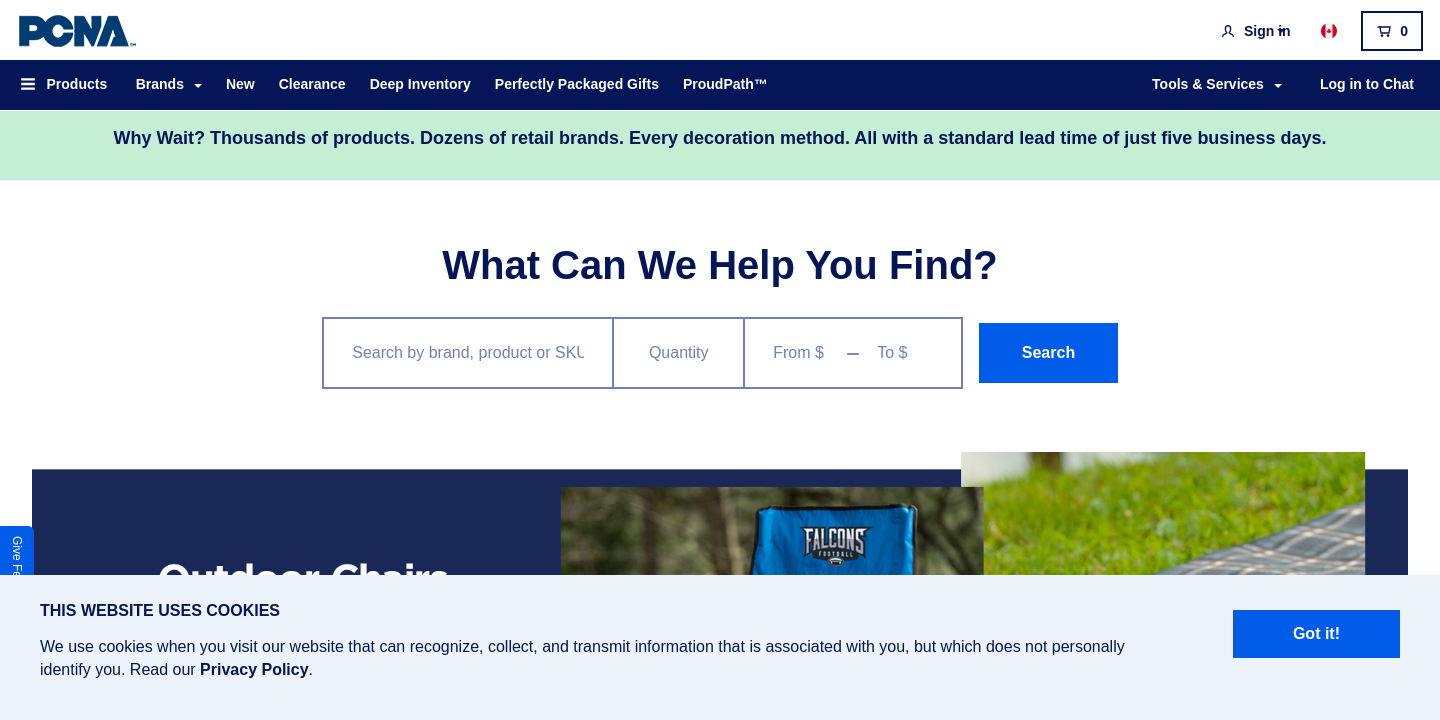 PCNA™
Sign in
0
Products
Brands
New
Clearance
Deep Inventory
Perfectly Packaged Gifts
ProudPath™
Tools & Services
Log in to Chat
Why Wait? Thousands of products. Dozens of retail brands. Every decoration method. All with a standard lead time of just five business days.
What Can We Help You Find?
Search by brand, product or SKU
Quantity
From $
–
To $
Search
FALCONS
FOOTBALL
Outdoor Chairs
Give
THIS WEBSITE USES COOKIES
We use cookies when you visit our website that can recognize, collect, and transmit information that is associated with you, but which does not personally
identify you. Read our Privacy Policy.
Got it!